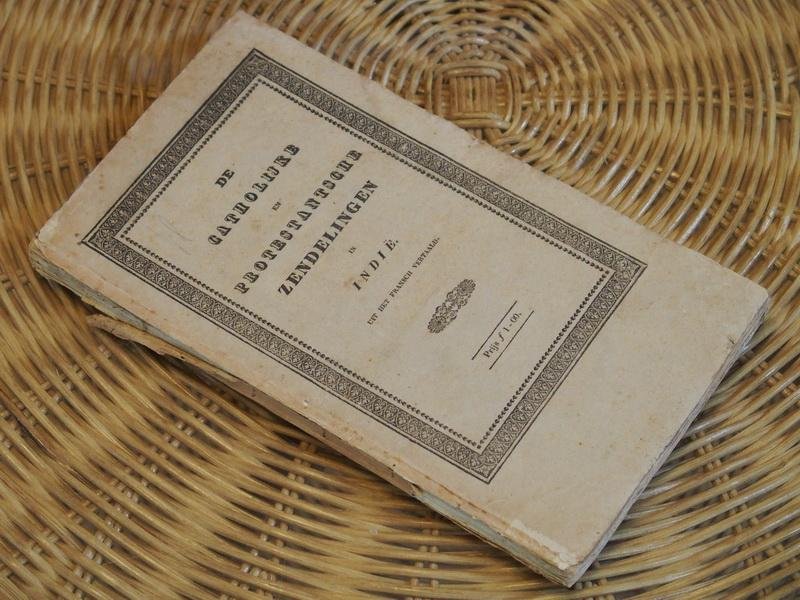 DE
CATHOLIJKE
EN
PROTESTANTSCHE
ZENDELINGEN
IN
INDIË.
UIT HET FRANSCH VERTAALD.
Prijs ƒ 1-00.